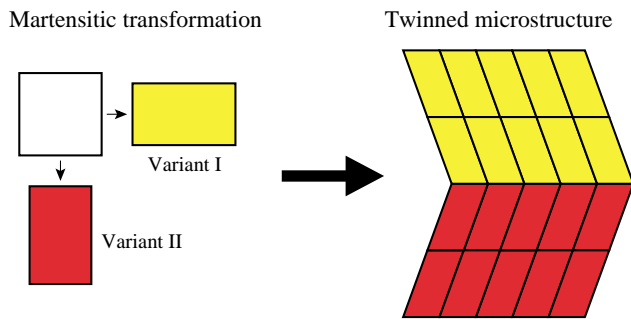 Martensitic transformation
Twinned microstructure
Variant I
Variant II